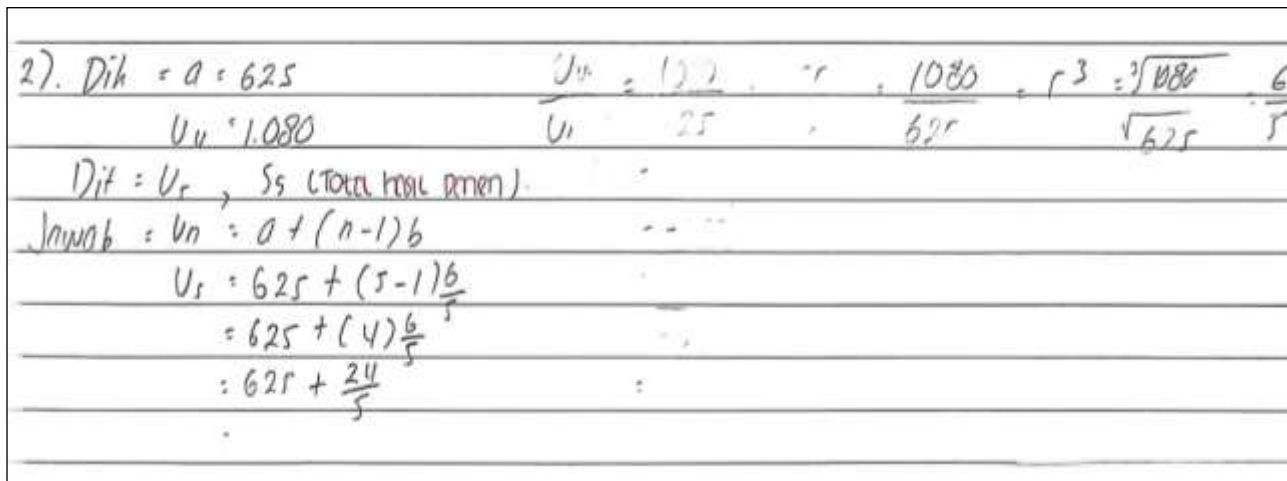 2). Dik = a = 625
U4 = 1.080
U4/U1 = = 1080/625 = r³ = ³√1080/√625 = 6/5
Dit = U5, S5 (Total hasil panen).
Jawab = Un = a + (n-1)b
U5 = 625 + (5-1)6/5
= 625 + (4)6/5
= 625 + 24/5